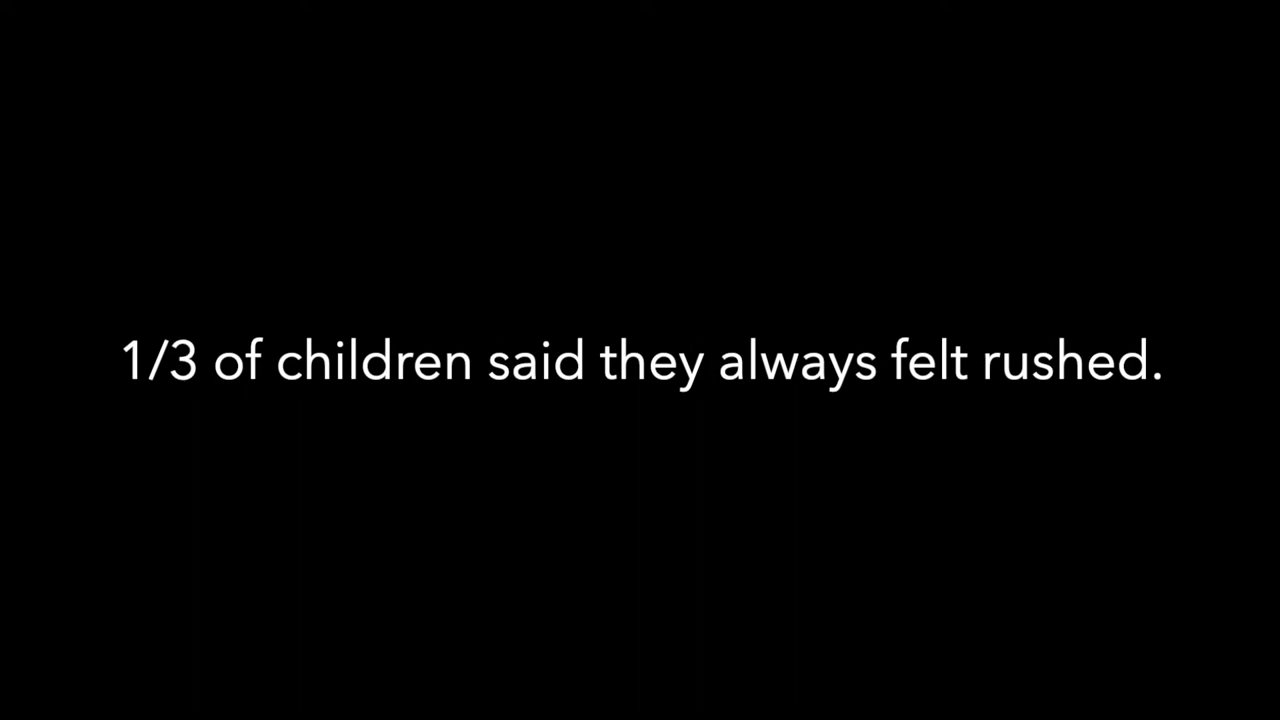 1/3 of children said they always felt rushed.